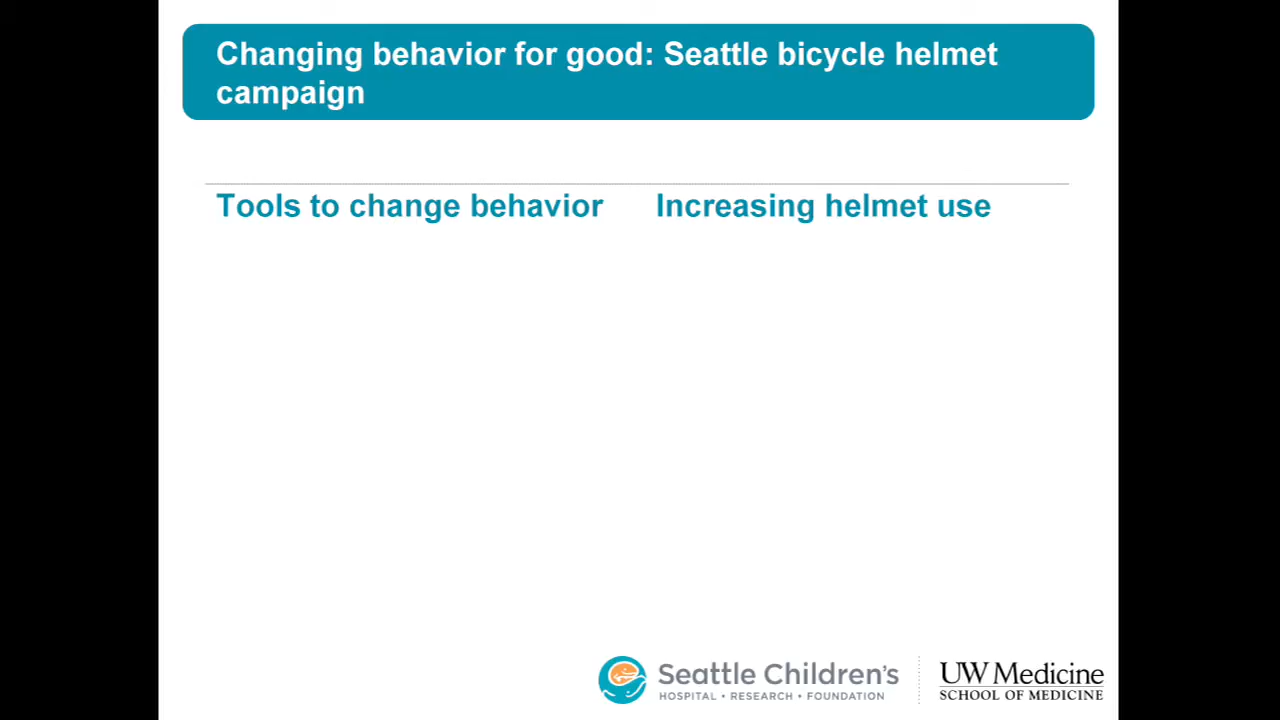 Changing behavior for good: Seattle bicycle helmet
campaign
Tools to change behavior
Increasing helmet use
Seattle Children's
HOSPITAL • RESEARCH • FOUNDATION
UW Medicine
SCHOOL OF MEDICINE